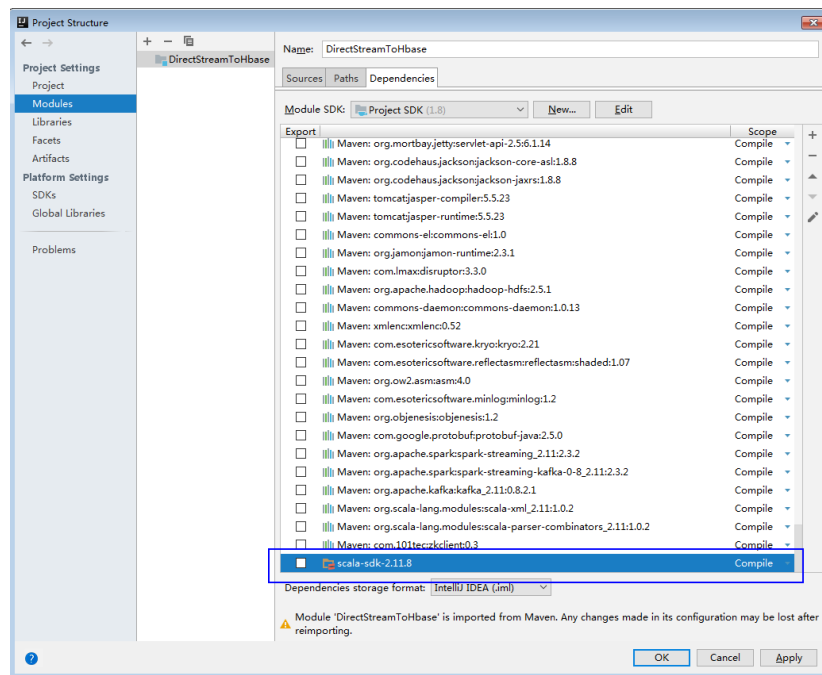 Project Structure
Project Settings
Project
Modules
Libraries
Facets
Artifacts
Platform Settings
SDKs
Global Libraries
Problems
DirectStreamToHbase
Name: DirectStreamToHbase
Sources Paths Dependencies
Module SDK: Project SDK (1.8) New... Edit
Export Scope
Maven: org.mortbay.jetty:servlet-api-2.5:6.1.14 Compile
Maven: org.codehaus.jackson:jackson-core-asl:1.8.8 Compile
Maven: org.codehaus.jackson:jackson-jaxrs:1.8.8 Compile
Maven: tomcat:jasper-compiler:5.5.23 Compile
Maven: tomcat:jasper-runtime:5.5.23 Compile
Maven: commons-el:commons-el:1.0 Compile
Maven: org.jamon:jamon-runtime:2.3.1 Compile
Maven: com.lmax:disruptor:3.3.0 Compile
Maven: org.apache.hadoop:hadoop-hdfs:2.5.1 Compile
Maven: commons-daemon:commons-daemon:1.0.13 Compile
Maven: xmlenc:xmlenc:0.52 Compile
Maven: com.esotericsoftware.kryo:kryo:2.21 Compile
Maven: com.esotericsoftware.reflectasm:reflectasm:shaded:1.07 Compile
Maven: org.ow2.asm:asm:4.0 Compile
Maven: com.esotericsoftware.minlog:minlog:1.2 Compile
Maven: org.objenesis:objenesis:1.2 Compile
Maven: com.google.protobuf:protobuf-java:2.5.0 Compile
Maven: org.apache.spark:spark-streaming_2.11:2.3.2 Compile
Maven: org.apache.spark:spark-streaming-kafka-0-8_2.11:2.3.2 Compile
Maven: org.apache.kafka:kafka_2.11:0.8.2.1 Compile
Maven: org.scala-lang.modules:scala-xml_2.11:1.0.2 Compile
Maven: org.scala-lang.modules:scala-parser-combinators_2.11:1.0.2 Compile
Maven: com.101tec:zkclient:0.3 Compile
scala-sdk-2.11.8 Compile
Dependencies storage format: IntelliJ IDEA (.iml)
Module 'DirectStreamToHbase' is imported from Maven. Any changes made in its configuration may be lost after
reimporting.
OK Cancel Apply